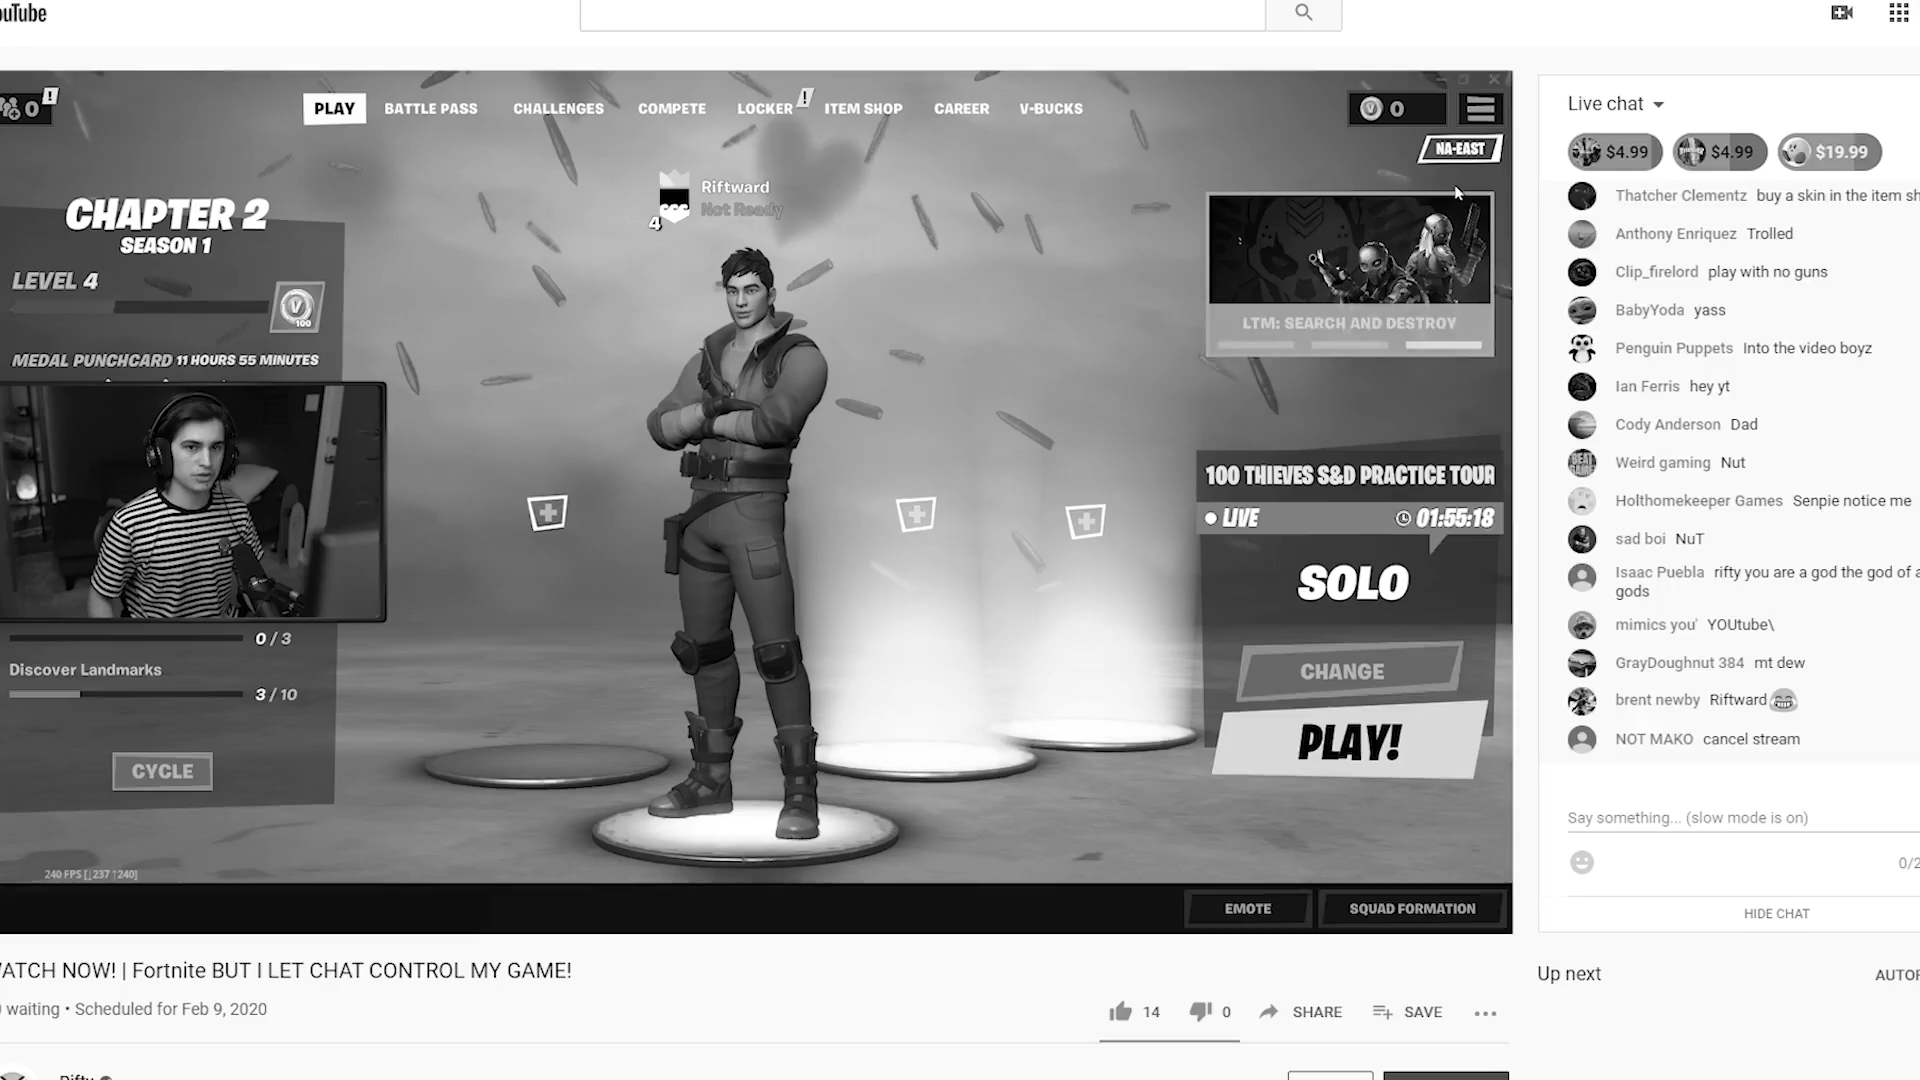 ouTube
! 0
PLAY BATTLE PASS CHALLENGES COMPETE LOCKER ! ITEM SHOP CAREER V-BUCKS
V 0
NA-EAST
Riftward
Not Ready
4
CHAPTER 2
SEASON 1
LEVEL 4
V
100
MEDAL PUNCHCARD 11 HOURS 55 MINUTES
0 / 3
Discover Landmarks
3 / 10
CYCLE
240 FPS [↓237 ↑240]
LTM: SEARCH AND DESTROY
100 THIEVES S&D PRACTICE TOUR
LIVE 01:55:18
SOLO
CHANGE
PLAY!
EMOTE SQUAD FORMATION
Live chat
$4.99 $4.99 $19.99
Thatcher Clementz buy a skin in the item sh
Anthony Enriquez Trolled
Clip_firelord play with no guns
BabyYoda yass
Penguin Puppets Into the video boyz
Ian Ferris hey yt
Cody Anderson Dad
Weird gaming Nut
Holthomekeeper Games Senpie notice me
sad boi NuT
Isaac Puebla rifty you are a god the god of a
gods
mimics you' YOUtube\
GrayDoughnut 384 mt dew
brent newby Riftward
NOT MAKO cancel stream
Say something... (slow mode is on)
0/2
HIDE CHAT
ATCH NOW! | Fortnite BUT I LET CHAT CONTROL MY GAME!
waiting • Scheduled for Feb 9, 2020
14 0 SHARE SAVE
Up next
AUTOP
Rifty